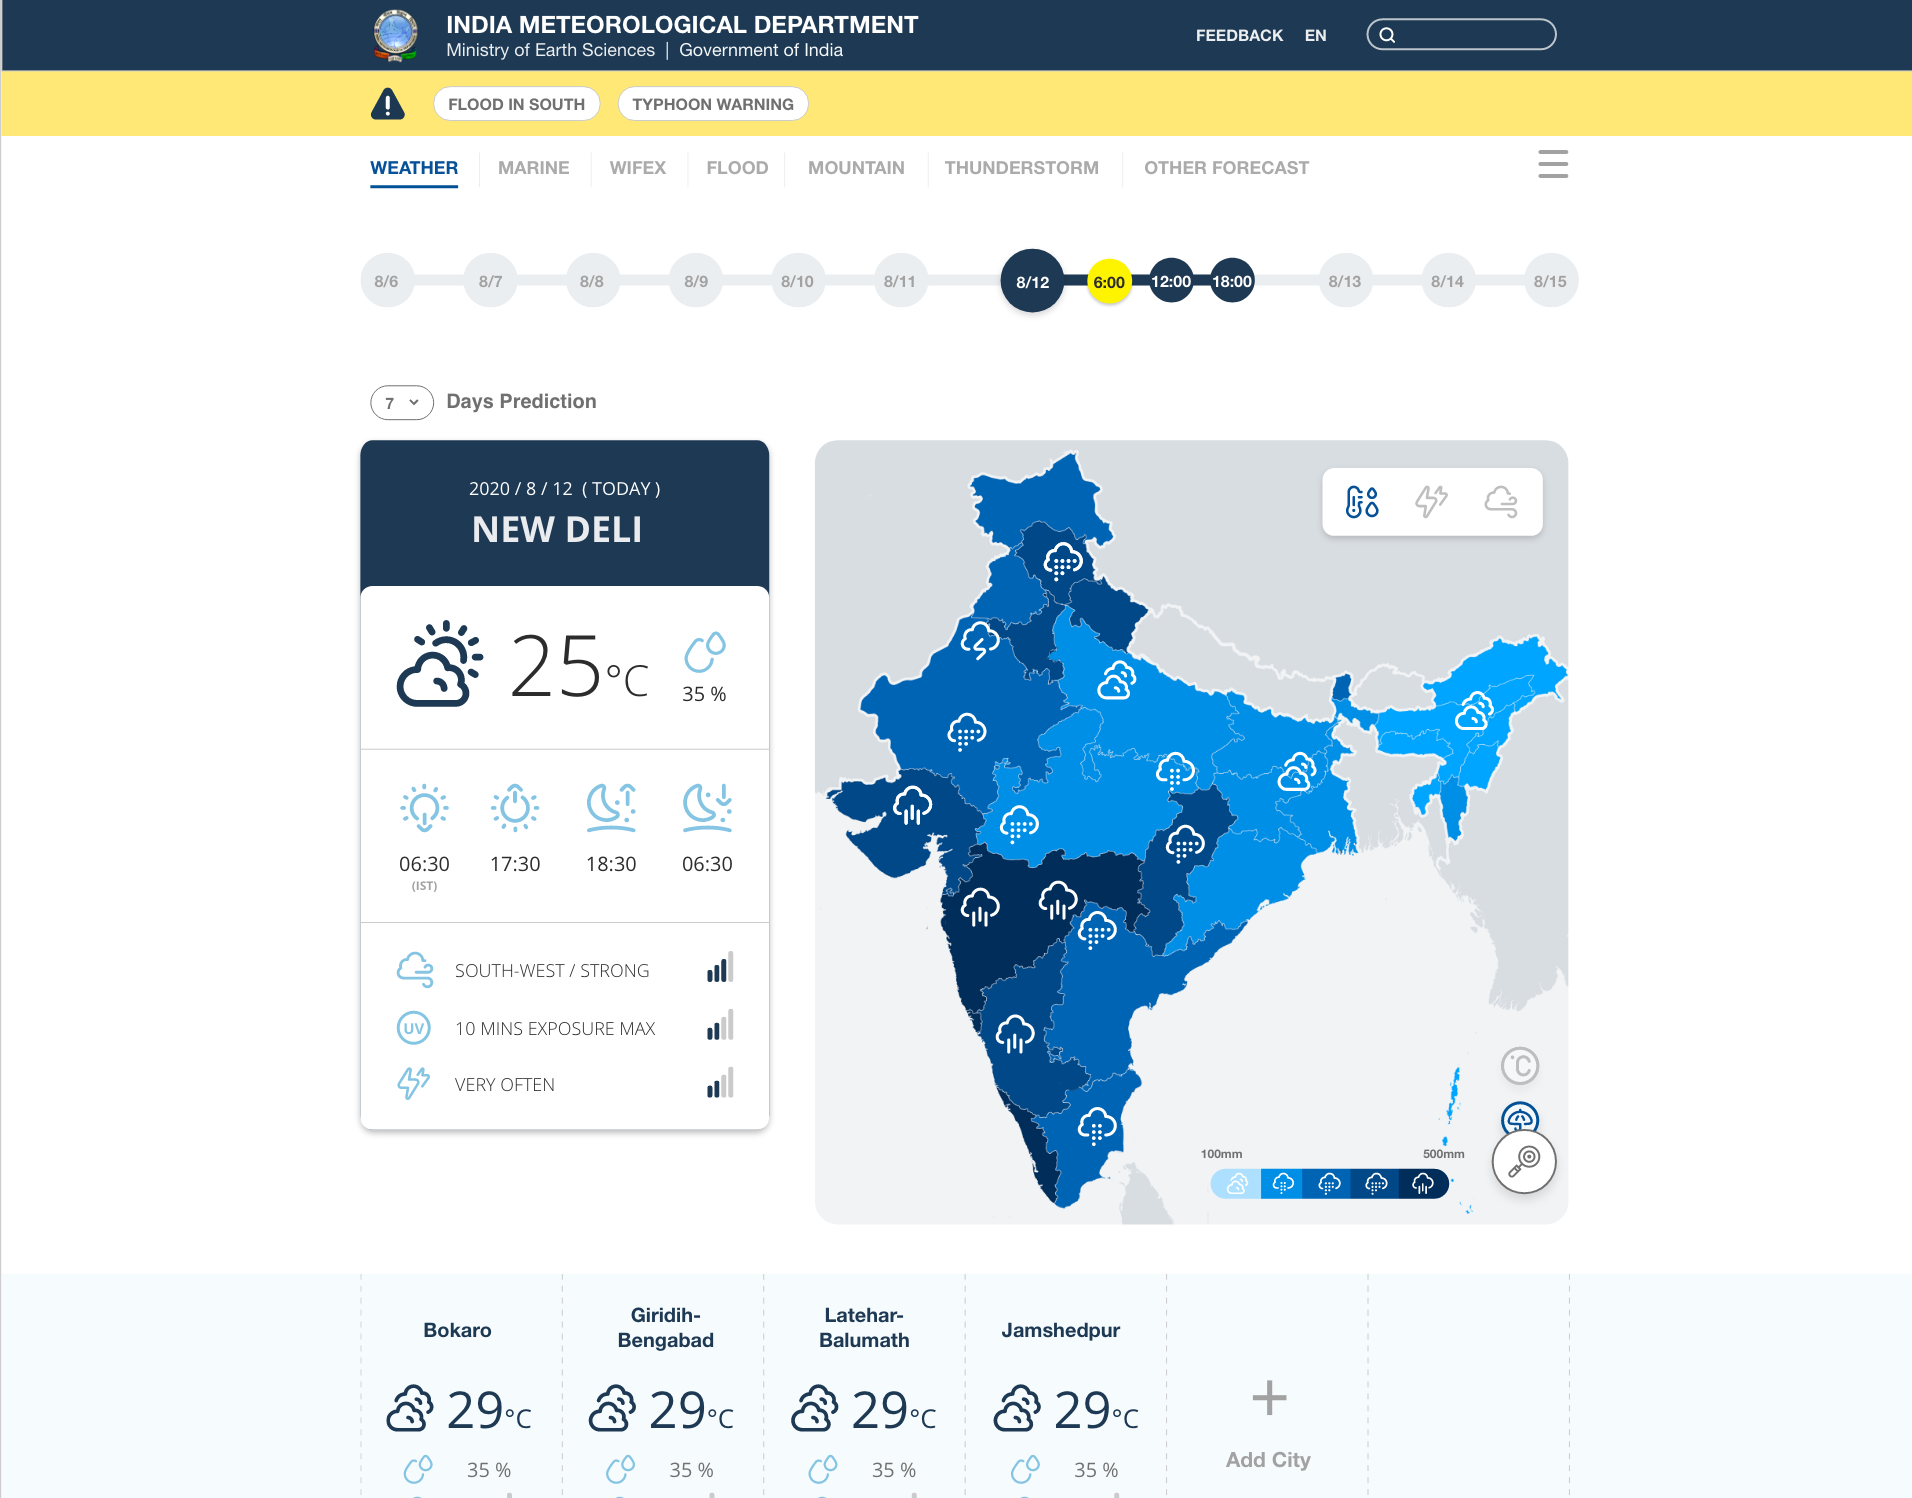 INDIA METEOROLOGICAL DEPARTMENT
Ministry of Earth Sciences | Government of India
FEEDBACK EN
FLOOD IN SOUTH TYPHOON WARNING
WEATHER MARINE WIFEX FLOOD MOUNTAIN THUNDERSTORM OTHER FORECAST
8/6 8/7 8/8 8/9 8/10 8/11 8/12 6:00 12:00 18:00 8/13 8/14 8/15
7 Days Prediction
2020 / 8 / 12 ( TODAY )
NEW DELI
25°C
35 %
06:30 17:30 18:30 06:30
(IST)
SOUTH-WEST / STRONG
UV 10 MINS EXPOSURE MAX
VERY OFTEN
°C
100mm 500mm
Bokaro
29°C
35 %
Giridih-
Bengabad
29°C
35 %
Latehar-
Balumath
29°C
35 %
Jamshedpur
29°C
35 %
+
Add City